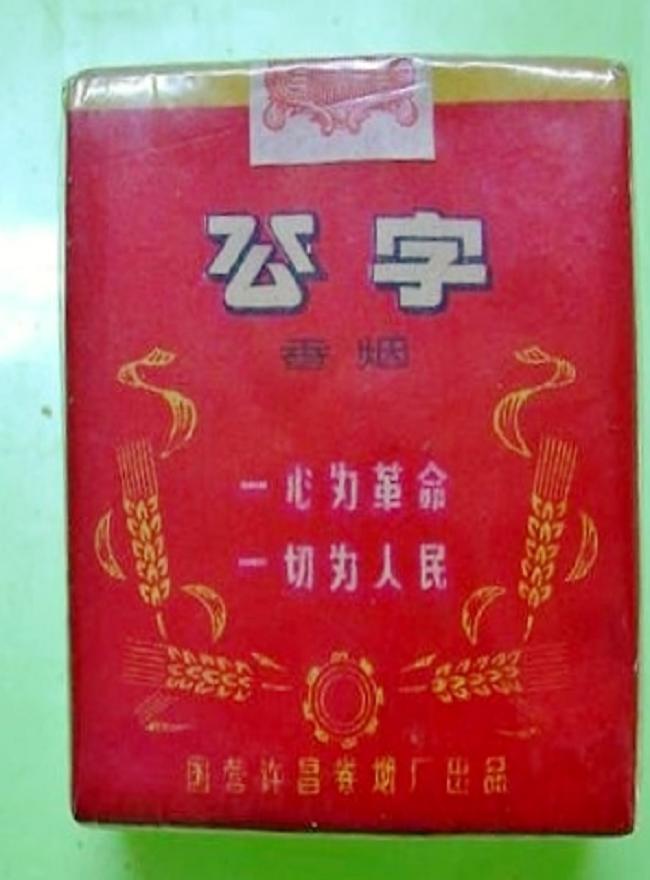 公字
香烟
一心为革命
一切为人民
国营许昌卷烟厂出品